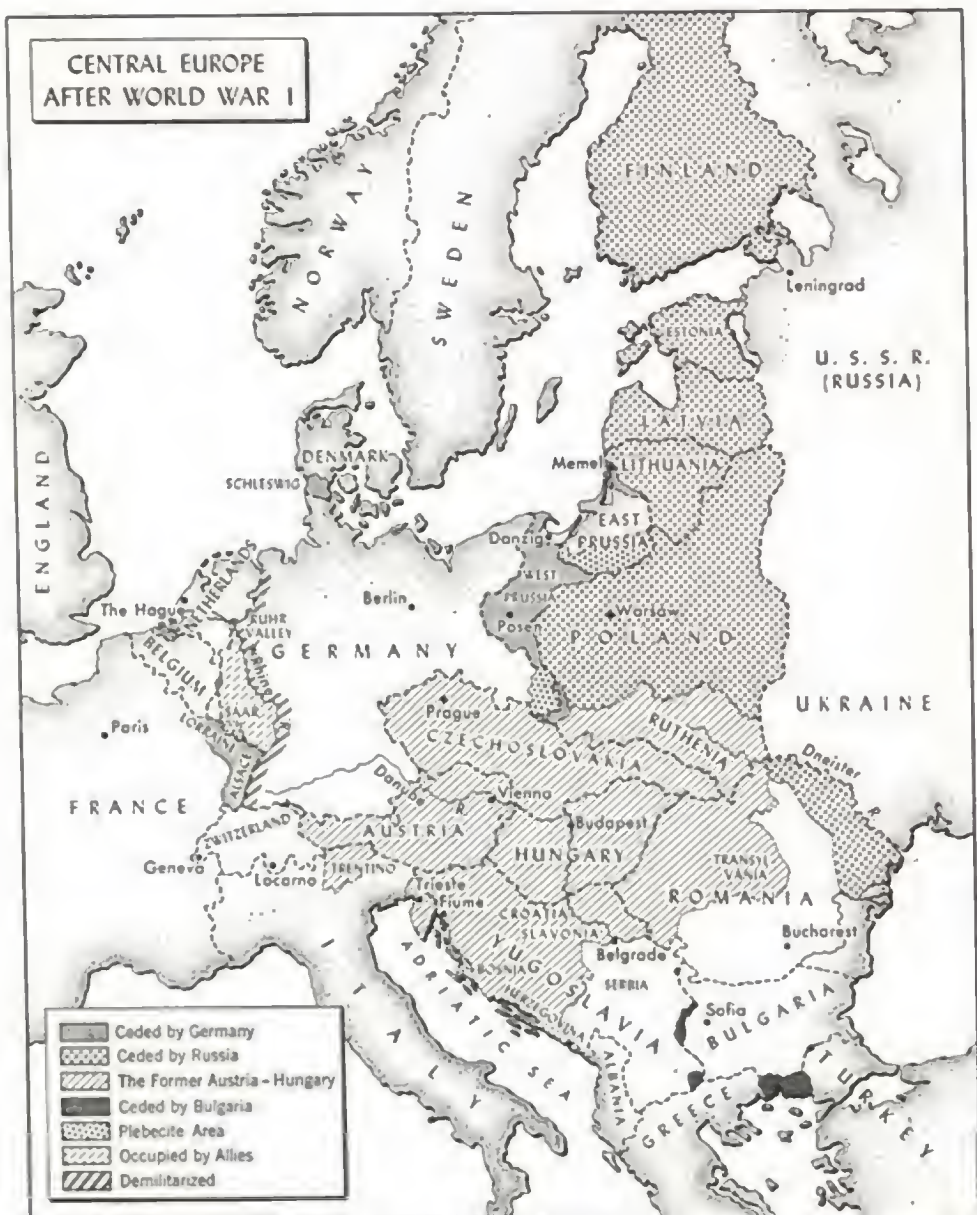 CENTRAL EUROPE
AFTER WORLD WAR I
FINLAND
NORWAY
SWEDEN
Leningrad
ESTONIA
U. S. S. R.
(RUSSIA)
LATVIA
DENMARK
Memel
LITHUANIA
SCHLESWIG
ENGLAND
EAST
PRUSSIA
Danzig
NETHERLANDS
WEST
PRUSSIA
The Hague
Berlin
Posen
Warsaw
RUHR
VALLEY
GERMANY
POLAND
BELGIUM
Rhine R.
SAAR
Prague
UKRAINE
Paris
LORRAINE
CZECHOSLOVAKIA
RUTHENIA
ALSACE
Dneister R.
FRANCE
Danube R.
Vienna
SWITZERLAND
AUSTRIA
Budapest
HUNGARY
Geneva
Locarno
TRENTINO
TRANSYL
VANIA
Trieste
Fiume
ROMANIA
CROATIA
SLAVONIA
Bucharest
Belgrade
ITALY
ADRIATIC SEA
YUGOSLAVIA
BOSNIA
SERBIA
HERZEGOVINA
Sofia
BULGARIA
ALBANIA
GREECE
TURKEY
Ceded by Germany
Ceded by Russia
The Former Austria-Hungary
Ceded by Bulgaria
Plebecite Area
Occupied by Allies
Demilitarized